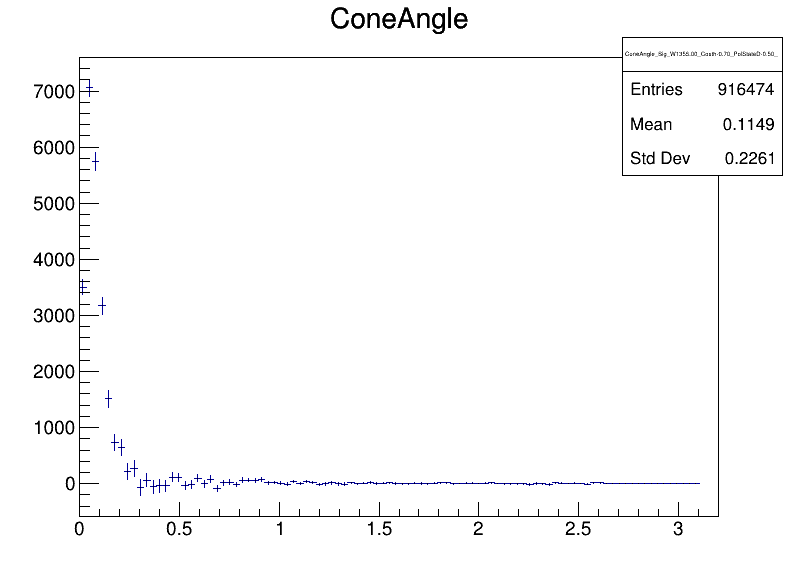 ConeAngle
ConeAngle_Sig_W1355.00_Costh-0.70_PolStateD-0.50_
Entries 916474
Mean 0.1149
Std Dev 0.2261
7000
6000
5000
4000
3000
2000
1000
0
0 0.5 1 1.5 2 2.5 3